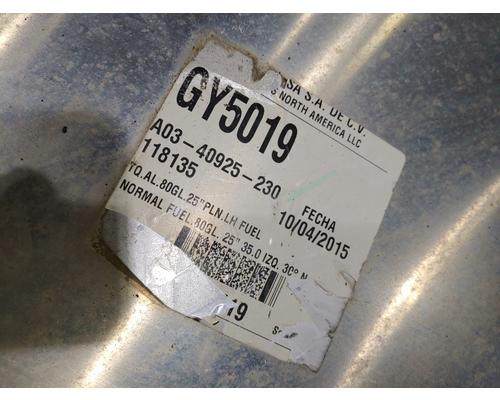 S.A. DE C.V.
NORTH AMERICA LLC
GY5019
A03-40925-230
118135
FECHA
10/04/2015
TQ.AL.80GL.25"PLN.LH FUEL
NORMAL FUEL.80GL. 25" 35.0 IZQ. 30° N
19